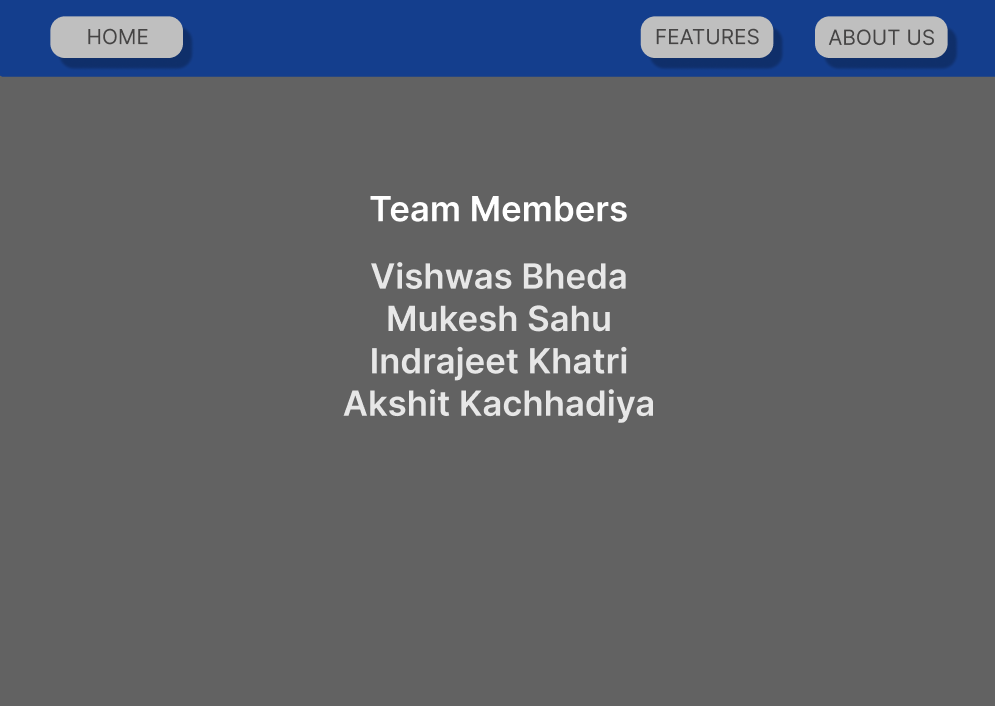 HOME
FEATURES
ABOUT US
Team Members
Vishwas Bheda
Mukesh Sahu
Indrajeet Khatri
Akshit Kachhadiya